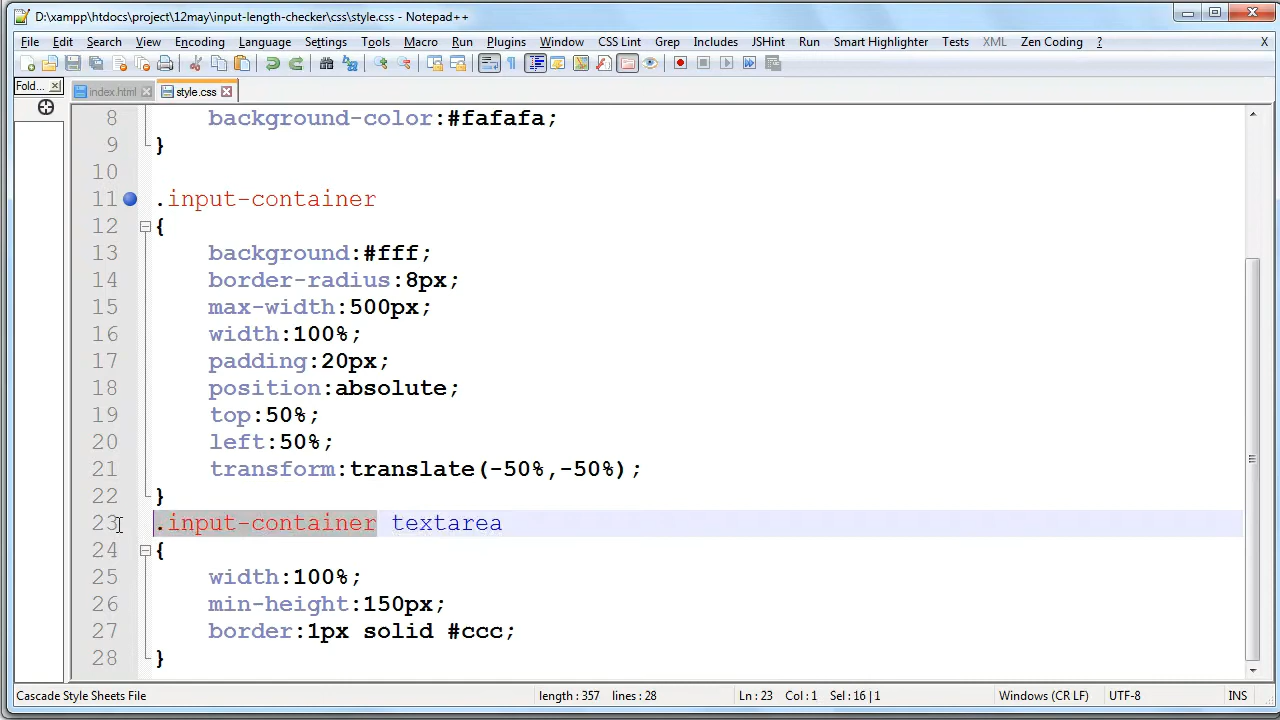 D:\xampp\htdocs\project\12may\input-length-checker\css\style.css - Notepad++
File Edit Search View Encoding Language Settings Tools Macro Run Plugins Window CSS Lint Grep Includes JSHint Run Smart Highlighter Tests XML Zen Coding ? X
Fold... index.html style.css
8 background-color:#fafafa;
9 }
10
11 .input-container
12 {
13 background:#fff;
14 border-radius:8px;
15 max-width:500px;
16 width:100%;
17 padding:20px;
18 position:absolute;
19 top:50%;
20 left:50%;
21 transform:translate(-50%,-50%);
22 }
23 .input-container textarea
24 {
25 width:100%;
26 min-height:150px;
27 border:1px solid #ccc;
28 }
Cascade Style Sheets File length : 357 lines : 28 Ln : 23 Col : 1 Sel : 16 | 1 Windows (CR LF) UTF-8 INS